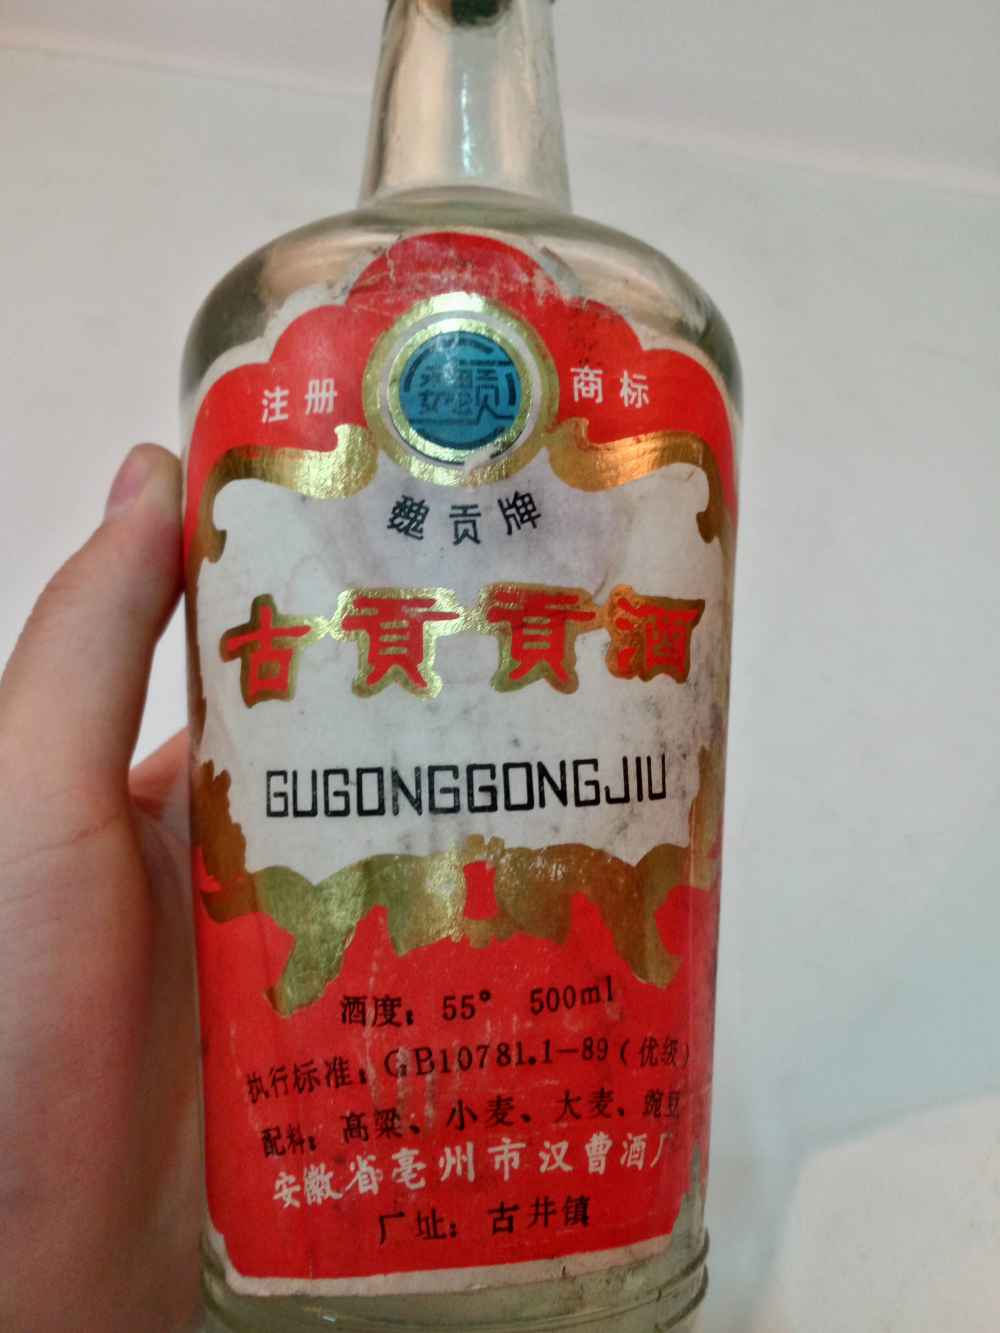 注册 商标
魏贡牌
古贡贡酒
GUGONGGONGJIU
酒度：55° 500ml
执行标准：GB10781.1-89（优级）
配料：高粱、小麦、大麦、豌豆
安徽省亳州市汉曹酒厂
厂址：古井镇